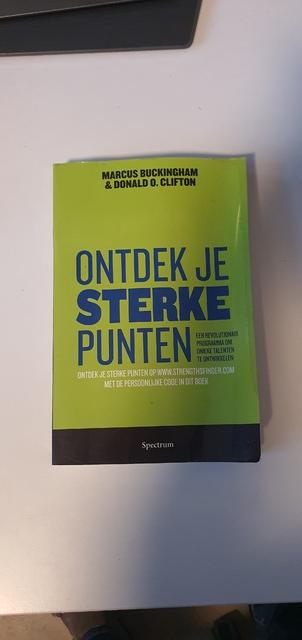 MARCUS BUCKINGHAM
& DONALD O. CLIFTON
ONTDEK JE
STERKE
PUNTEN
EEN REVOLUTIONAIR
PROGRAMMA OM
UNIEKE TALENTEN
TE ONTWIKKELEN
ONTDEK JE STERKE PUNTEN OP WWW.STRENGTHSFINDER.COM
MET DE PERSOONLIJKE CODE IN DIT BOEK
Spectrum